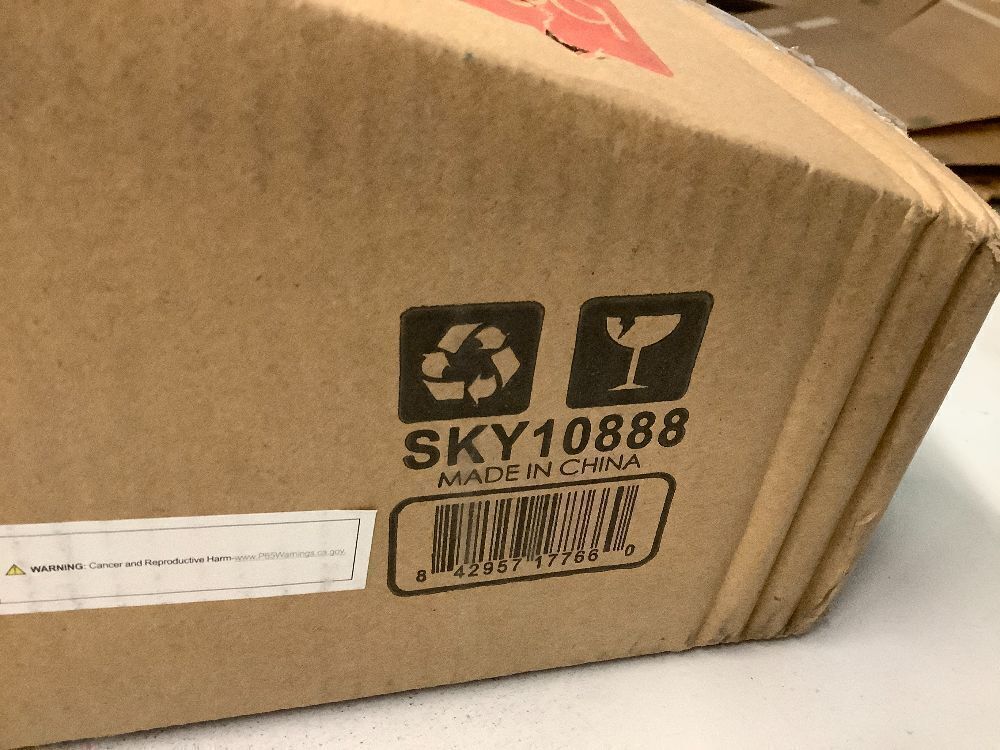 SKY10888
MADE IN CHINA
8 42957 17766 0
WARNING: Cancer and Reproductive Harm-www.P65Warnings.ca.gov.